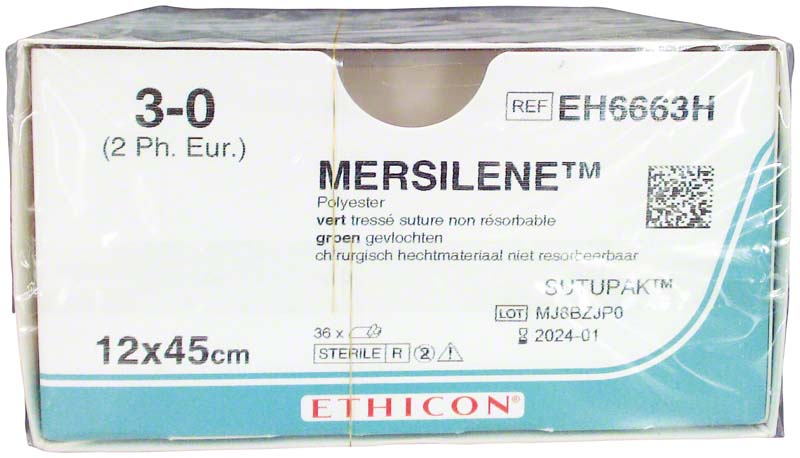 3-0
(2 Ph. Eur.)
REF EH6663H
MERSILENE™
Polyester
vert tressé suture non résorbable
groen gevlochten
chirurgisch hechtmateriaal niet resorbeerbaar
SUTUPAK™
LOT MJ8BZJP0
2024-01
36 x
STERILE R 2
12x45cm
ETHICON®